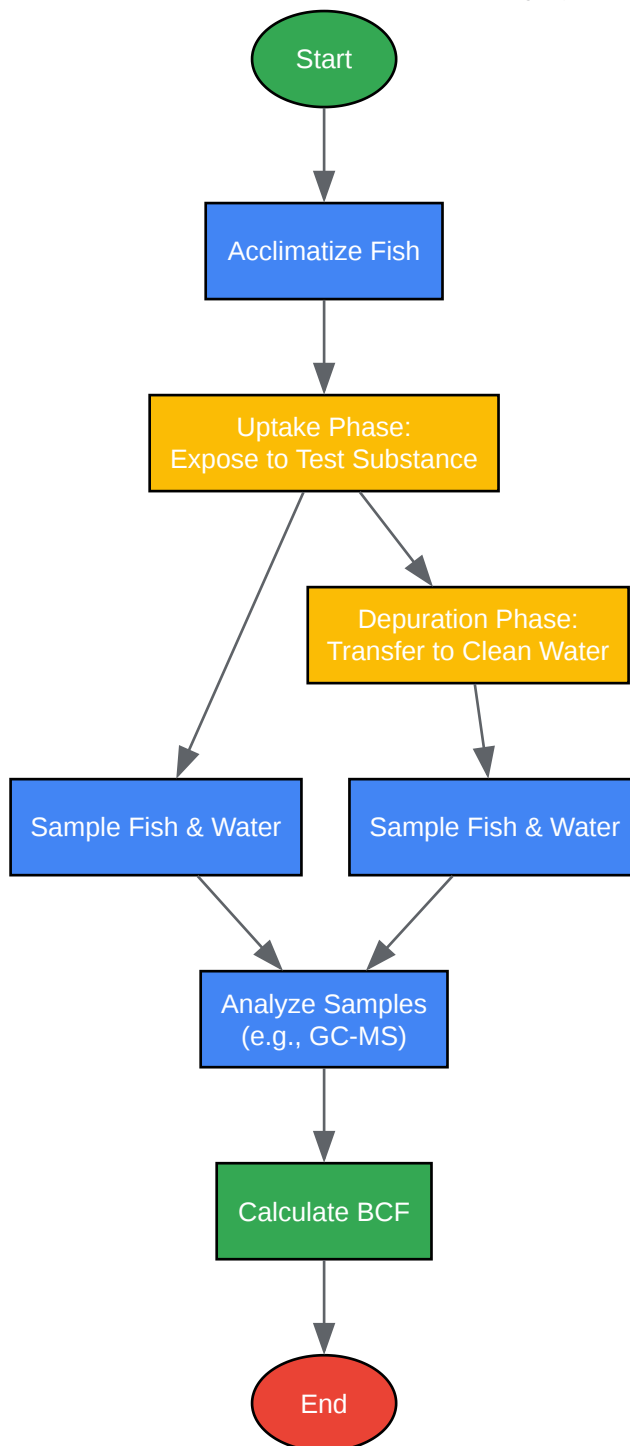 Start
Acclimatize Fish
Uptake Phase:
Expose to Test Substance
Depuration Phase:
Transfer to Clean Water
Sample Fish & Water
Sample Fish & Water
Analyze Samples
(e.g., GC-MS)
Calculate BCF
End